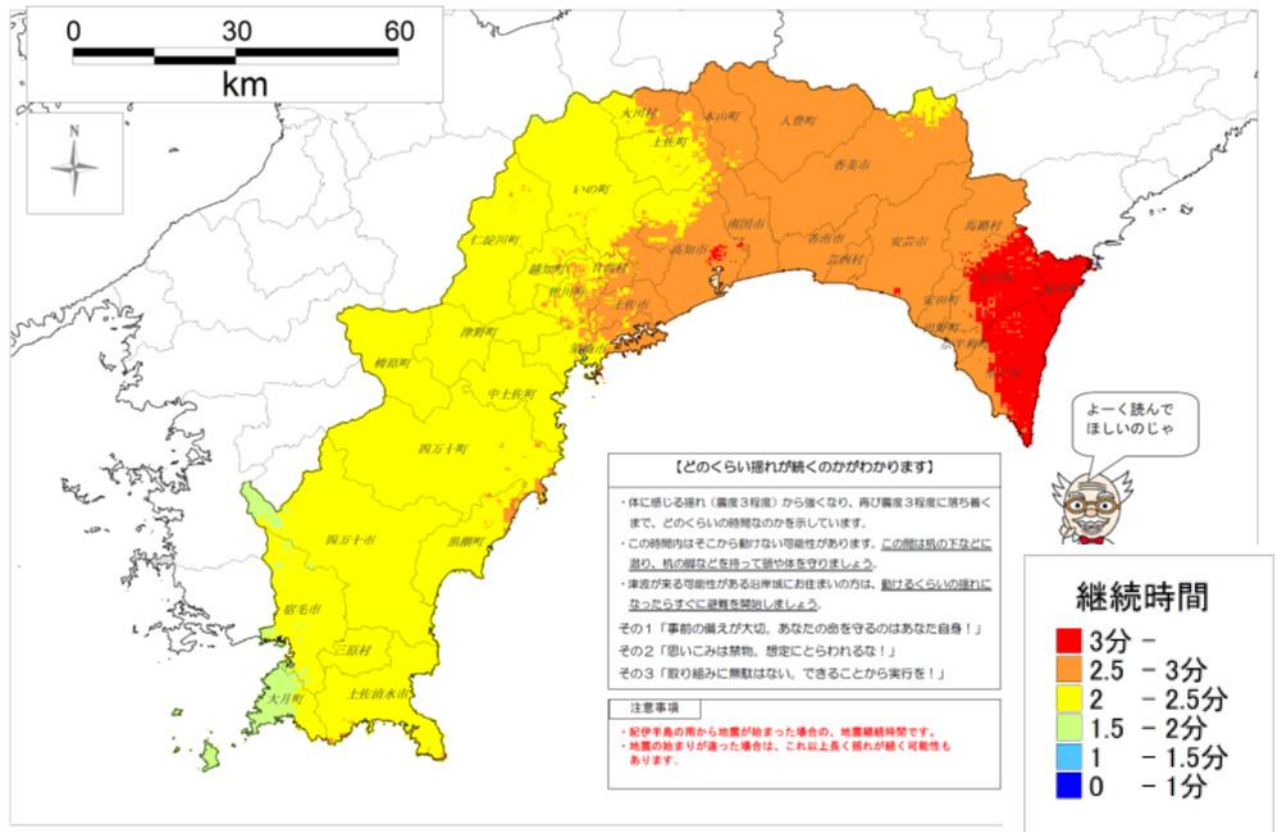 0 30 60
km
N
大川村
本山町
大豊町
土佐町
いの町
香美市
仁淀川町
南国市
高知市
香南市
安芸市
馬路村
芸西村
越知町
日高村
佐川町
土佐市
安田町
田野町
奈半利町
津野町
須崎市
梼原町
中土佐町
四万十町
四万十市
黒潮町
宿毛市
三原村
大月町
土佐清水市
よーく読んで
ほしいのじゃ
【どのくらい揺れが続くのかがわかります】
・体に感じる揺れ（震度３程度）から強くなり、再び震度３程度に落ち着く
まで、どのくらいの時間なのかを示しています。
・この時間内はそこから動けない可能性があります。この間は机の下などに
潜り、机の脚などを持って頭や体を守りましょう。
・津波が来る可能性がある沿岸域にお住まいの方は、動けるくらいの揺れに
なったらすぐに避難を開始しましょう。
その１「事前の備えが大切。あなたの命を守るのはあなた自身！」
その２「思いこみは禁物。想定にとらわれるな！」
その３「取り組みに無駄はない。できることから実行を！」
注意事項
・紀伊半島の南から地震が始まった場合の、地震継続時間です。
・地震の始まりが違った場合は、これ以上長く揺れが続く可能性も
あります。
継続時間
3分 -
2.5 - 3分
2 - 2.5分
1.5 - 2分
1 - 1.5分
0 - 1分